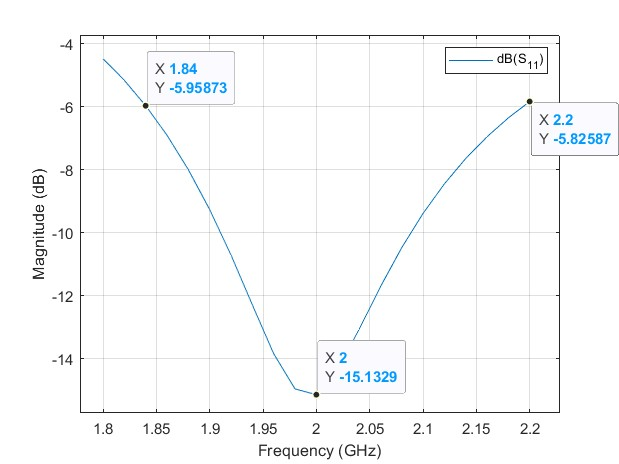 -4
-6
-8
-10
-12
-14
Magnitude (dB)
dB(S11)
X 1.84
Y -5.95873
X 2.2
Y -5.82587
X 2
Y -15.1329
1.8 1.85 1.9 1.95 2 2.05 2.1 2.15 2.2
Frequency (GHz)